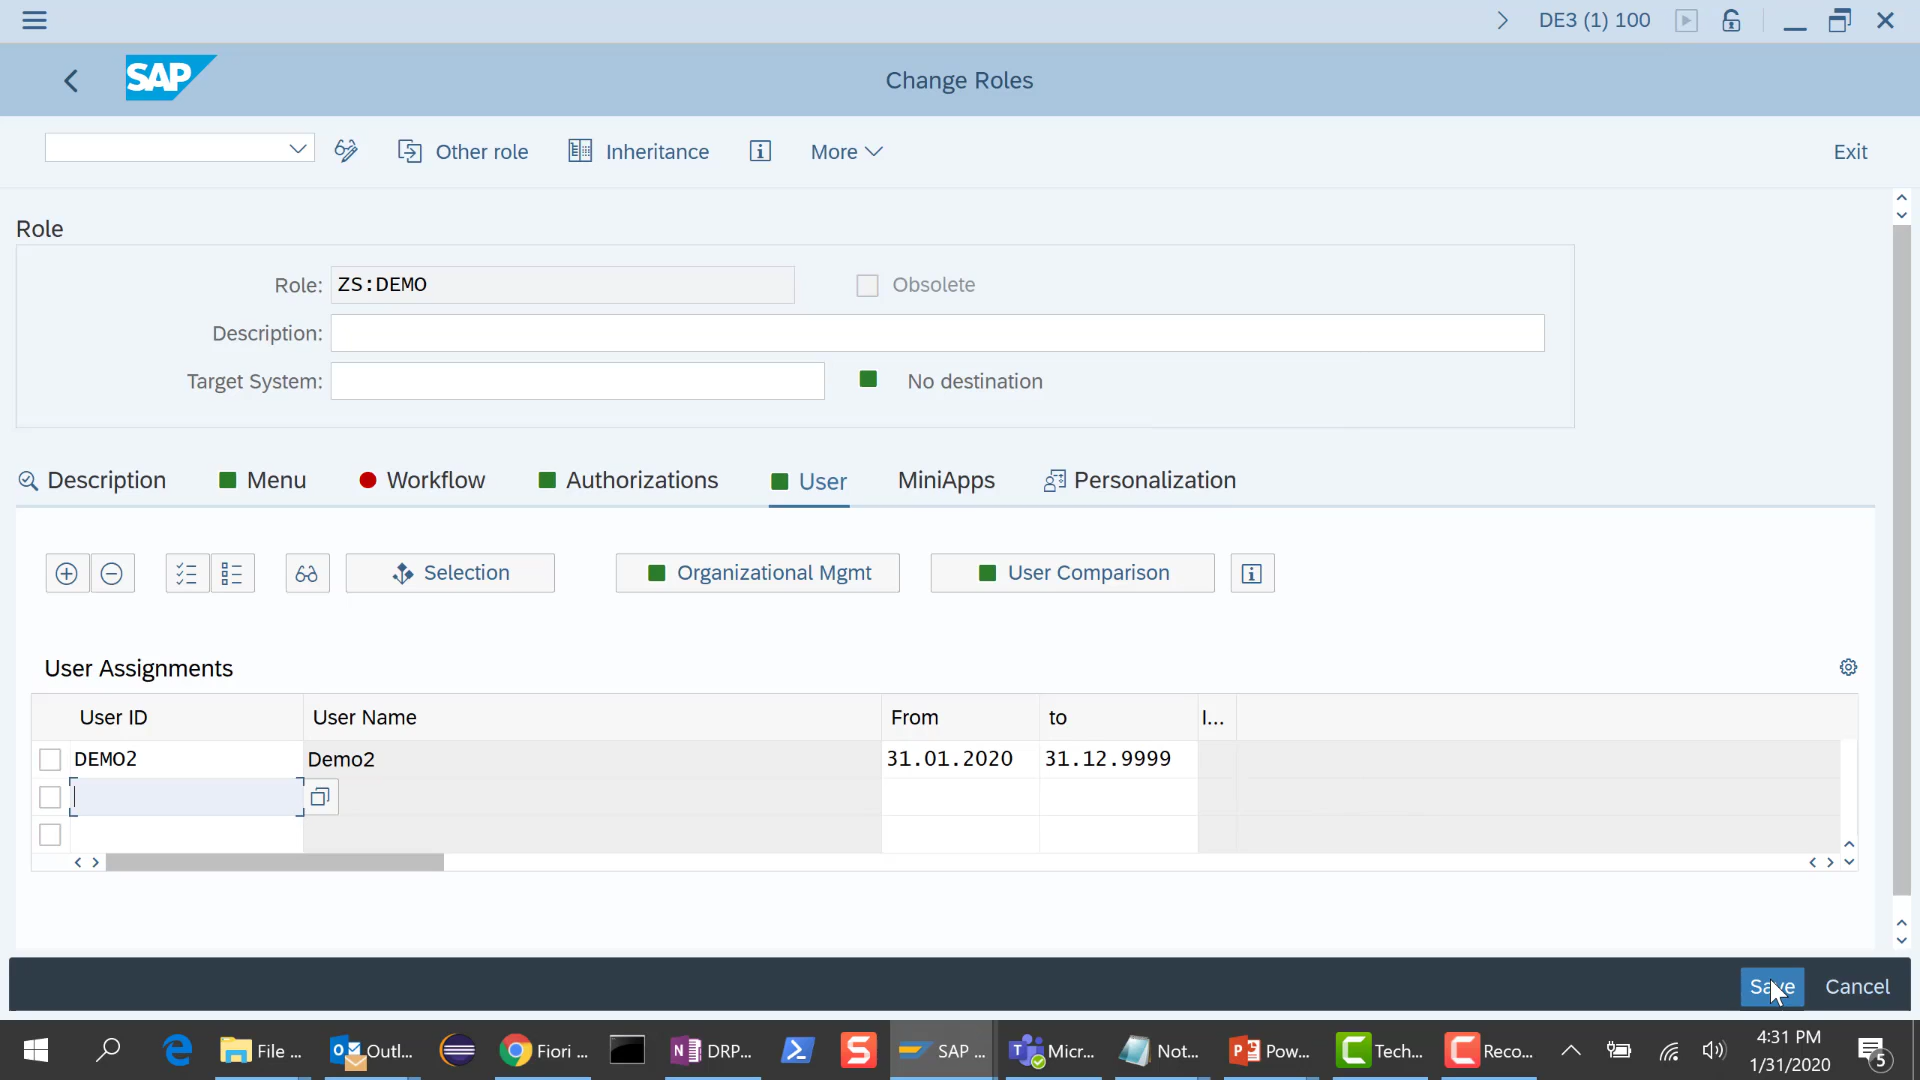 DE3 (1) 100
SAP
Change Roles
Other role
Inheritance
More
Exit
Role
Role: ZS:DEMO
Obsolete
Description:
Target System:
No destination
Description
Menu
Workflow
Authorizations
User
MiniApps
Personalization
Selection
Organizational Mgmt
User Comparison
User Assignments
User ID
User Name
From
to
I...
DEMO2
Demo2
31.01.2020
31.12.9999
Save
Cancel
File ...
Outl...
Fiori ...
DRP...
SAP ...
Micr...
Not...
Pow...
Tech...
Reco...
4:31 PM
1/31/2020
5